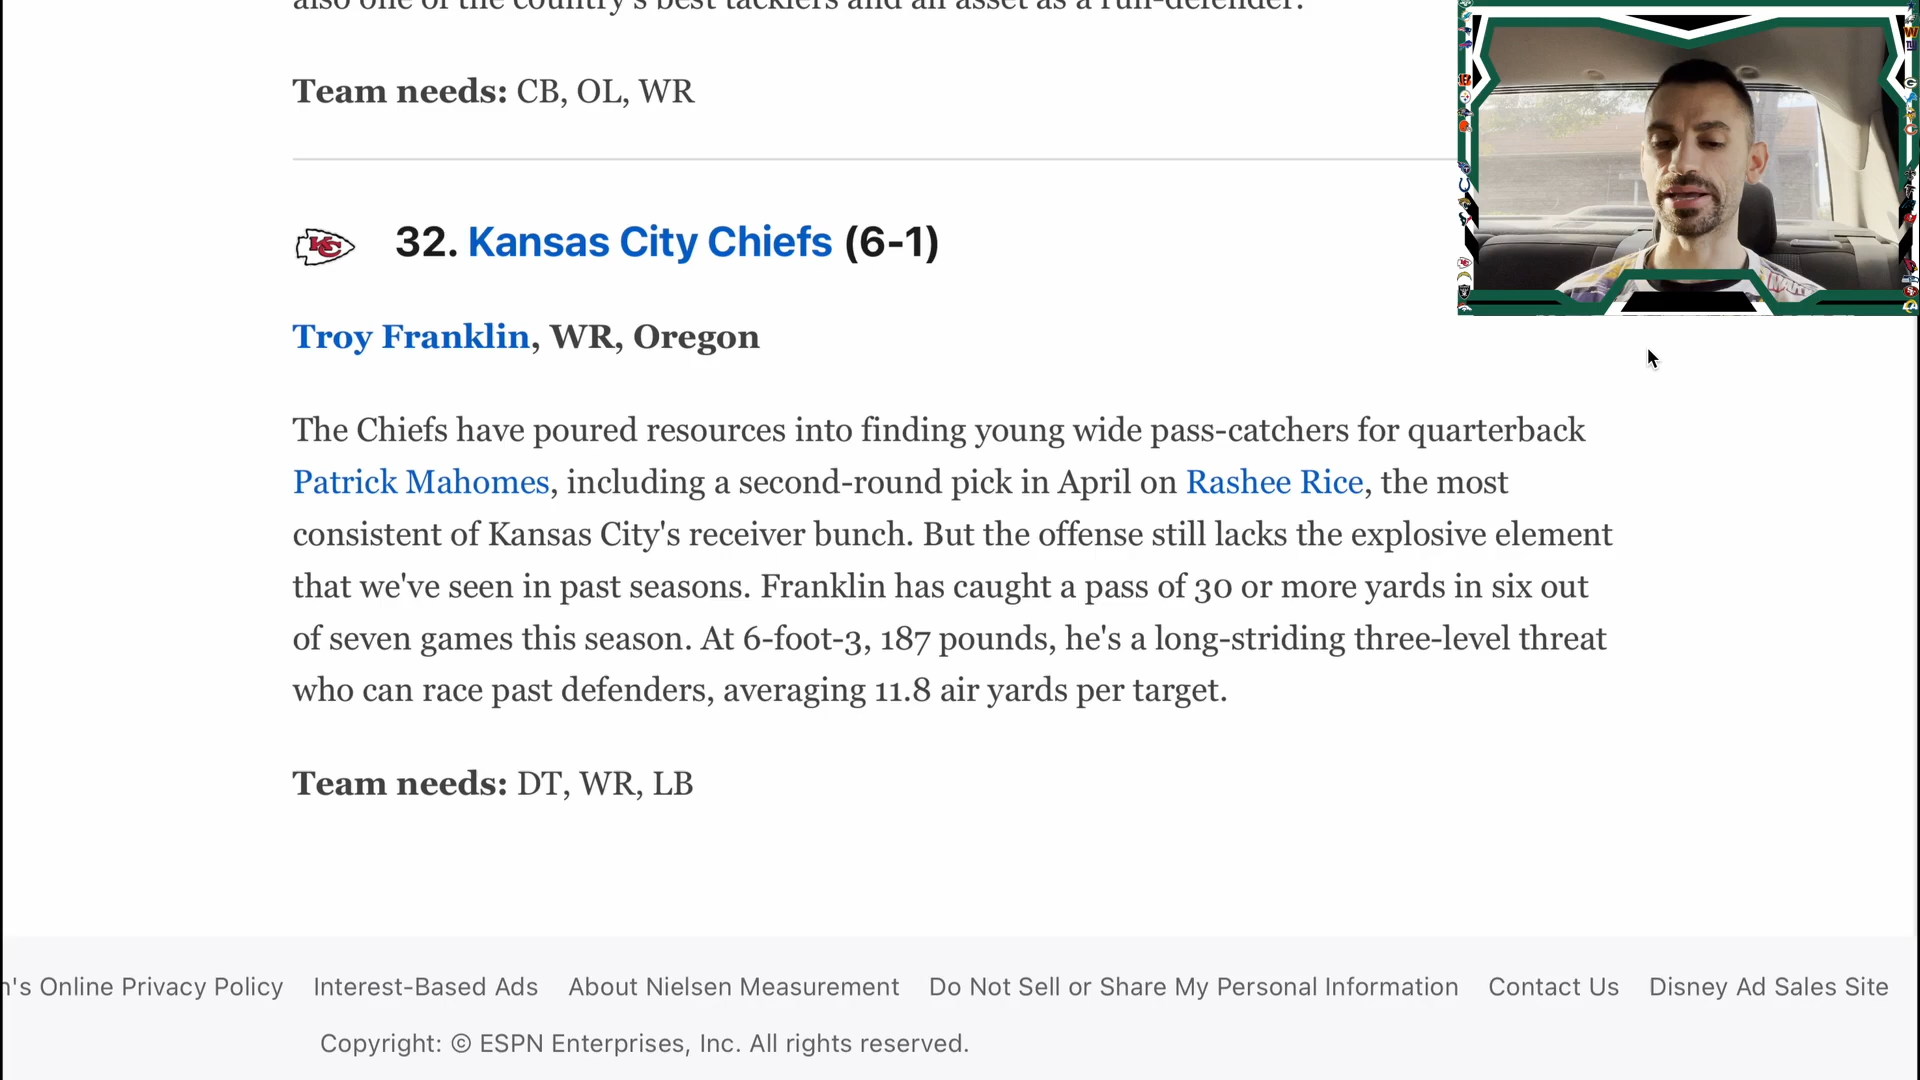 also one of the country's best tacklers and an asset as a run-defender.
Team needs: CB, OL, WR
32. Kansas City Chiefs (6-1)
Troy Franklin, WR, Oregon
The Chiefs have poured resources into finding young wide pass-catchers for quarterback
Patrick Mahomes, including a second-round pick in April on Rashee Rice, the most
consistent of Kansas City's receiver bunch. But the offense still lacks the explosive element
that we've seen in past seasons. Franklin has caught a pass of 30 or more yards in six out
of seven games this season. At 6-foot-3, 187 pounds, he's a long-striding three-level threat
who can race past defenders, averaging 11.8 air yards per target.
Team needs: DT, WR, LB
n's Online Privacy Policy Interest-Based Ads About Nielsen Measurement Do Not Sell or Share My Personal Information Contact Us Disney Ad Sales Site
Copyright: © ESPN Enterprises, Inc. All rights reserved.